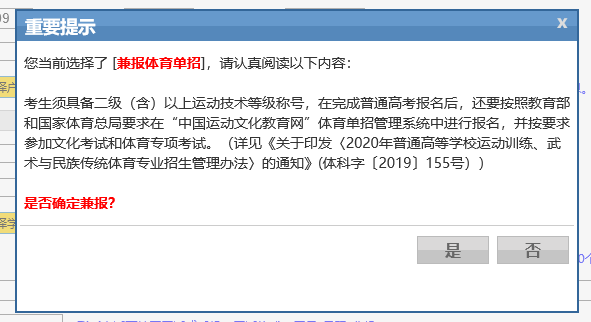 重要提示
x
您当前选择了 [兼报体育单招]，请认真阅读以下内容：
考生须具备二级（含）以上运动技术等级称号，在完成普通高考报名后，还要按照教育部
和国家体育总局要求在“中国运动文化教育网”体育单招管理系统中进行报名，并按要求
参加文化考试和体育专项考试。（详见《关于印发〈2020年普通高等学校运动训练、武
术与民族传统体育专业招生管理办法〉的通知》(体科字〔2019〕155号））
是否确定兼报?
是
否